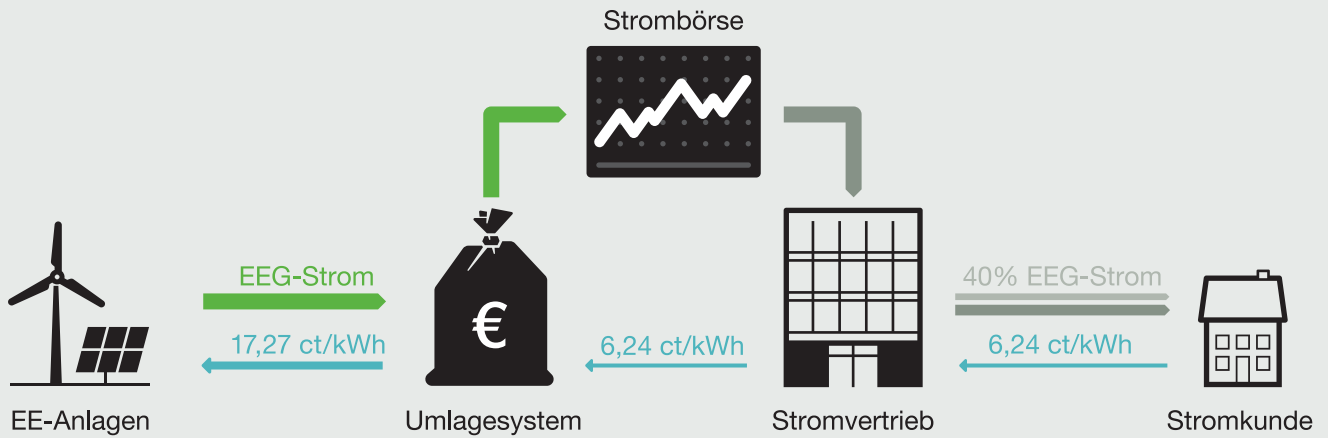 Strombörse
EEG-Strom
40% EEG-Strom
€
17,27 ct/kWh
6,24 ct/kWh
6,24 ct/kWh
EE-Anlagen
Umlagesystem
Stromvertrieb
Stromkunde